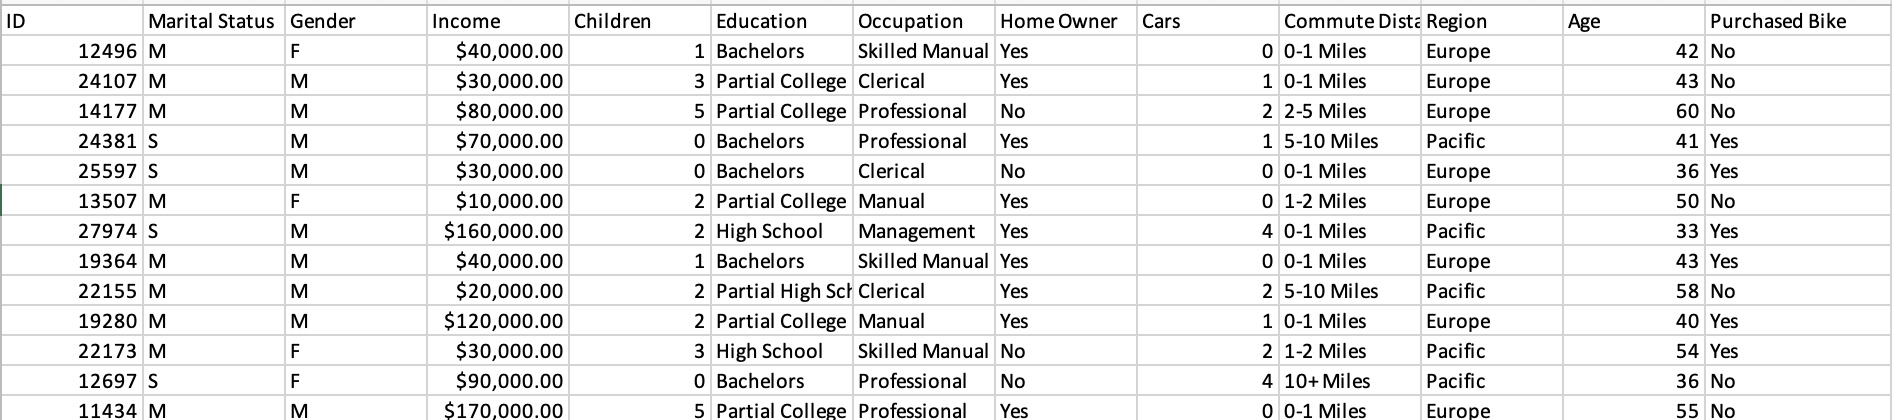 ID Marital Status Gender Income Children Education Occupation Home Owner Cars Commute Dista Region Age Purchased Bike
12496 M F $40,000.00 1 Bachelors Skilled Manual Yes 0 0-1 Miles Europe 42 No
24107 M M $30,000.00 3 Partial College Clerical Yes 1 0-1 Miles Europe 43 No
14177 M M $80,000.00 5 Partial College Professional No 2 2-5 Miles Europe 60 No
24381 S M $70,000.00 0 Bachelors Professional Yes 1 5-10 Miles Pacific 41 Yes
25597 S M $30,000.00 0 Bachelors Clerical No 0 0-1 Miles Europe 36 Yes
13507 M F $10,000.00 2 Partial College Manual Yes 0 1-2 Miles Europe 50 No
27974 S M $160,000.00 2 High School Management Yes 4 0-1 Miles Pacific 33 Yes
19364 M M $40,000.00 1 Bachelors Skilled Manual Yes 0 0-1 Miles Europe 43 Yes
22155 M M $20,000.00 2 Partial High Sch Clerical Yes 2 5-10 Miles Pacific 58 No
19280 M M $120,000.00 2 Partial College Manual Yes 1 0-1 Miles Europe 40 Yes
22173 M F $30,000.00 3 High School Skilled Manual No 2 1-2 Miles Pacific 54 Yes
12697 S F $90,000.00 0 Bachelors Professional No 4 10+ Miles Pacific 36 No
11434 M M $170,000.00 5 Partial College Professional Yes 0 0-1 Miles Europe 55 No